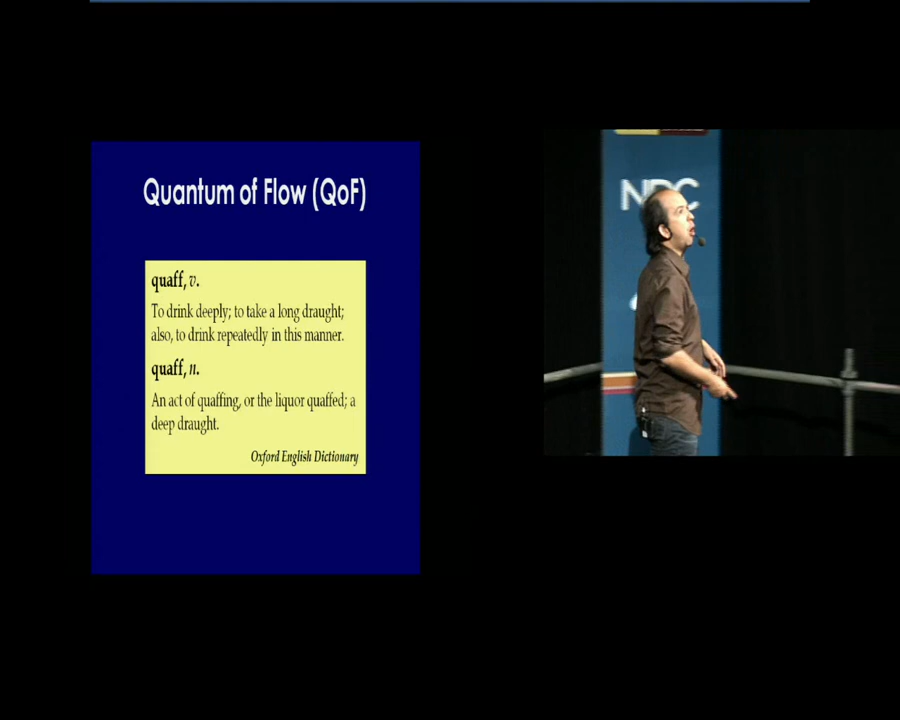 Quantum of Flow (QoF)
quaff, v.
To drink deeply; to take a long draught;
also, to drink repeatedly in this manner.
quaff, n.
An act of quaffing, or the liquor quaffed; a
deep draught.
Oxford English Dictionary
NDC